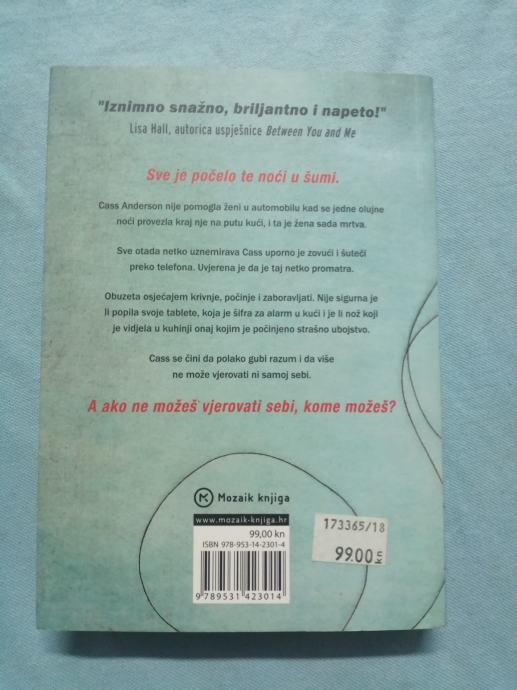 "Iznimno snažno, briljantno i napeto!"
Lisa Hall, autorica uspješnice Between You and Me
Sve je počelo te noći u šumi.
Cass Anderson nije pomogla ženi u automobilu kad se jedne olujne
noći provezla kraj nje na putu kući, i ta je žena sada mrtva.
Sve otada netko uznemirava Cass uporno je zovući i šuteći
preko telefona. Uvjerena je da je taj netko promatra.
Obuzeta osjećajem krivnje, počinje i zaboravljati. Nije sigurna je
li popila svoje tablete, koja je šifra za alarm u kući i je li nož koji
je vidjela u kuhinji onaj kojim je počinjeno strašno ubojstvo.
Cass se čini da polako gubi razum i da više
ne može vjerovati ni samoj sebi.
A ako ne možeš vjerovati sebi, kome možeš?
Mozaik knjiga
www.mozaik-knjiga.hr
99,00 kn
ISBN 978-953-14-2301-4
9 789531 423014
173365/18
99.00 kn